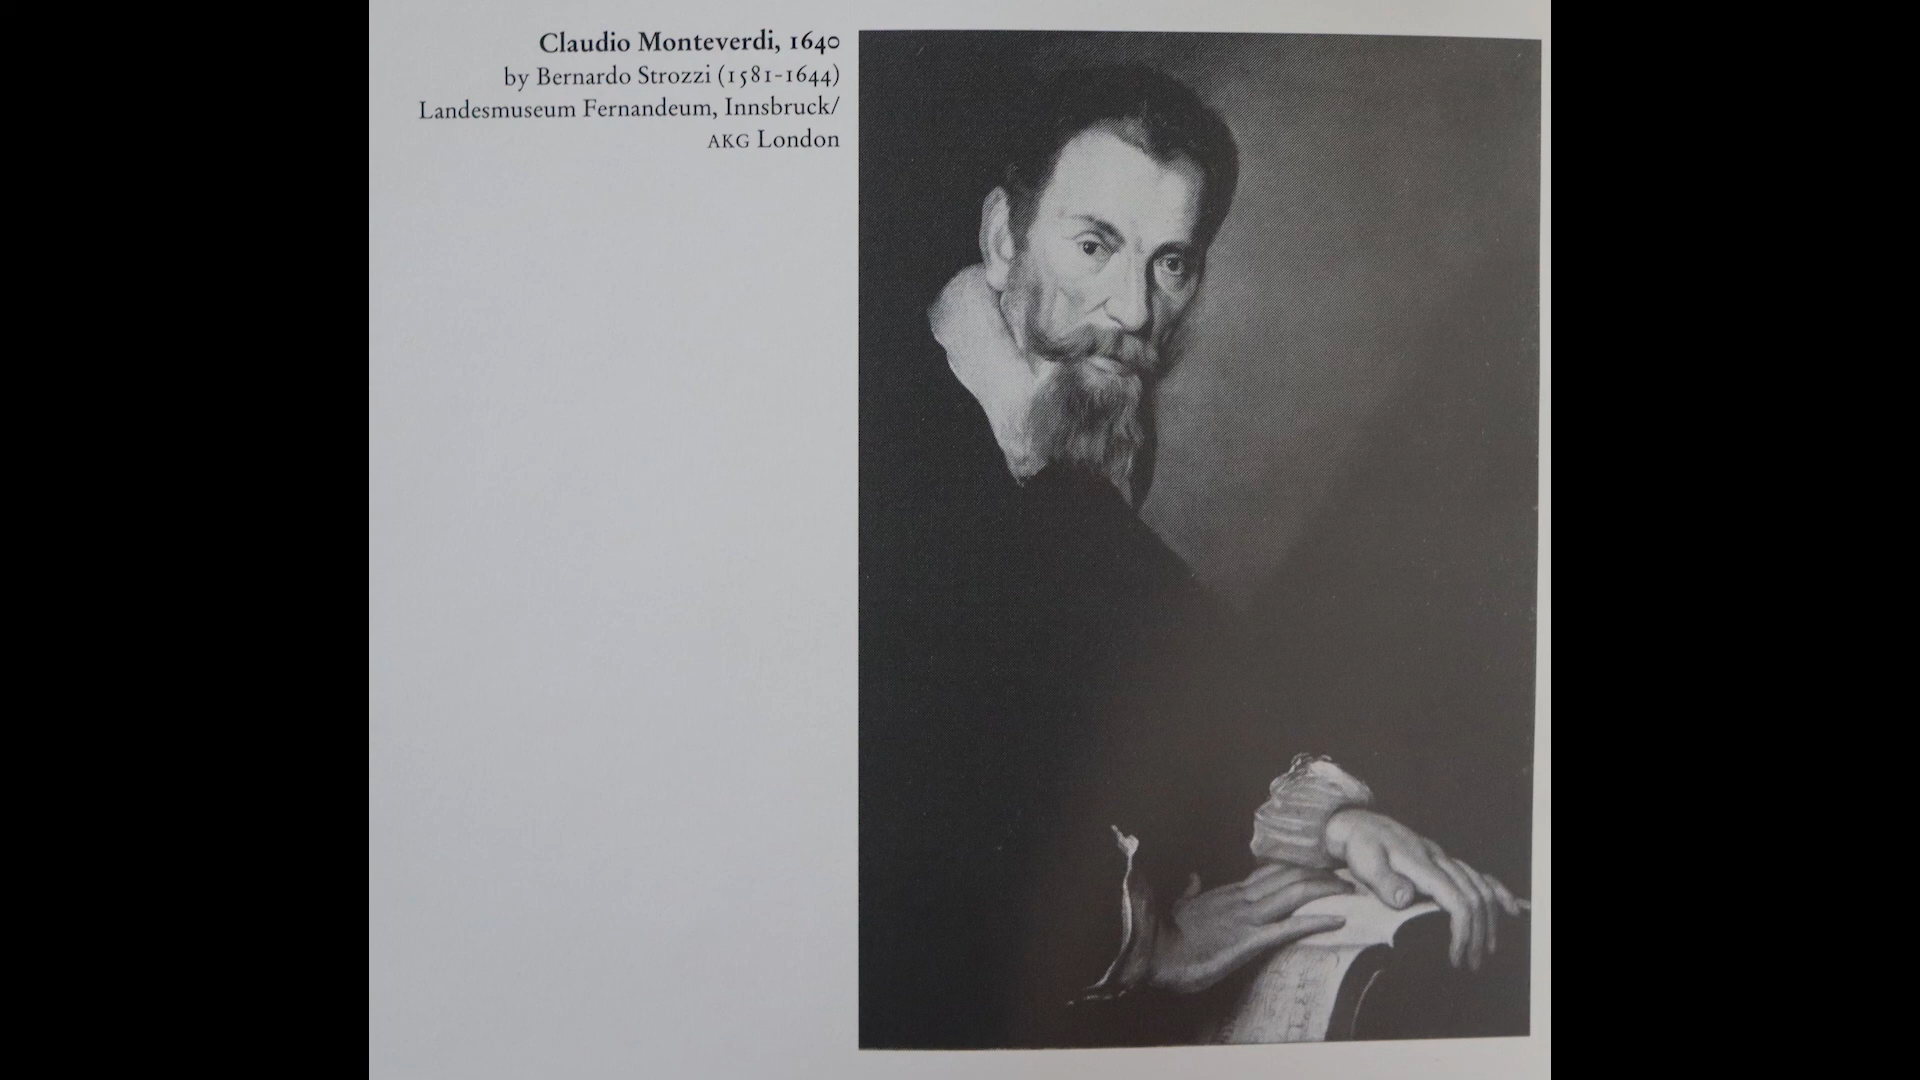 Claudio Monteverdi, 1640
by Bernardo Strozzi (1581-1644)
Landesmuseum Fernandeum, Innsbruck/
AKG London